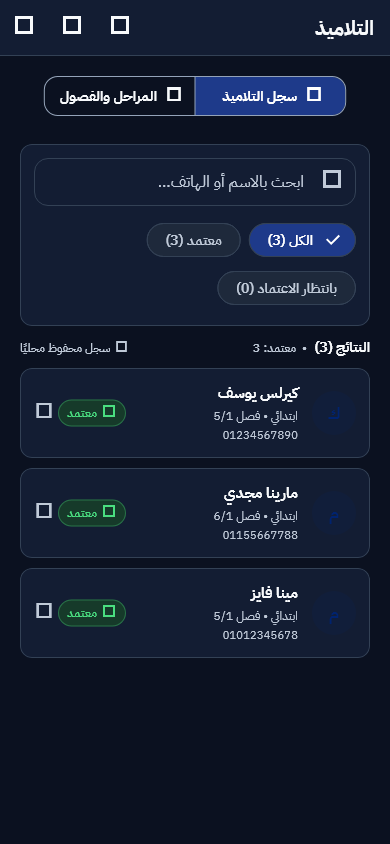 التلاميذ
سجل التلاميذ
المراحل والفصول
ابحث بالاسم أو الهاتف...
الكل (3)
معتمد (3)
بانتظار الاعتماد (0)
النتائج (3) • معتمد: 3
سجل محفوظ محليًا
ك
كيرلس يوسف
ابتدائي • فصل 5/1
01234567890
معتمد
م
مارينا مجدي
ابتدائي • فصل 6/1
01155667788
معتمد
م
مينا فايز
ابتدائي • فصل 5/1
01012345678
معتمد